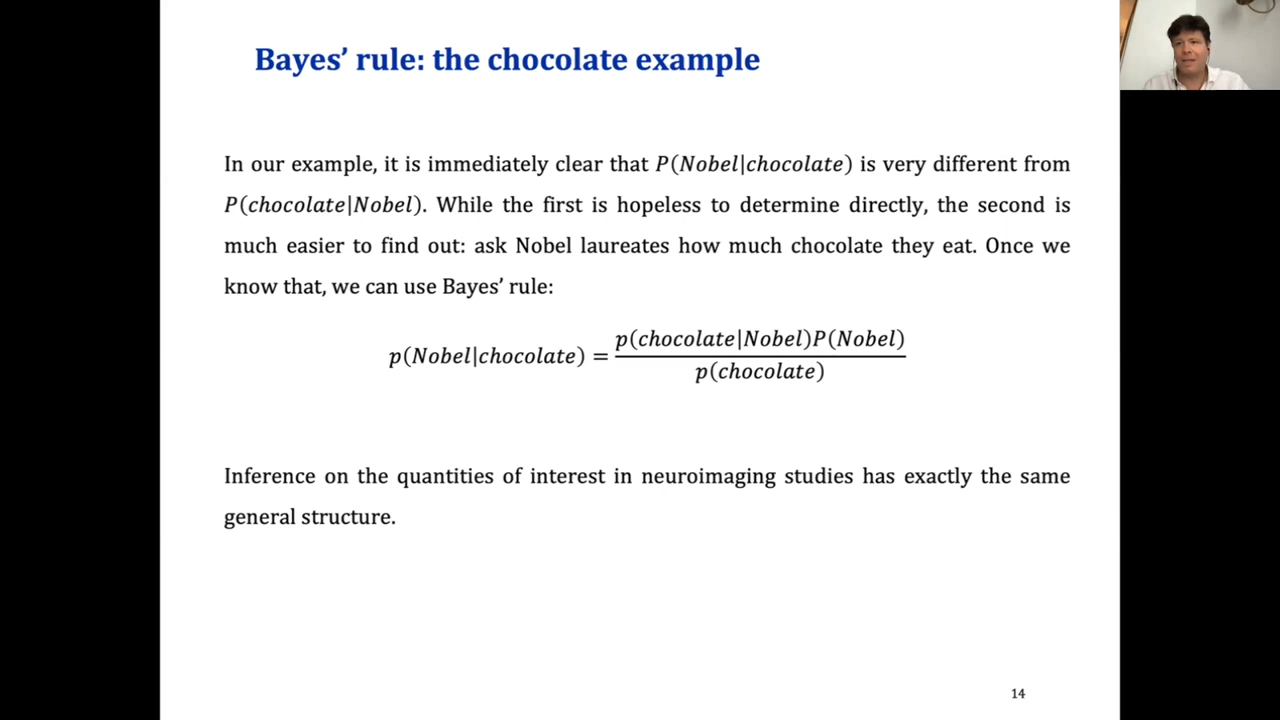 Bayes’ rule: the chocolate example
In our example, it is immediately clear that P(Nobel|chocolate) is very different from
P(chocolate|Nobel). While the first is hopeless to determine directly, the second is
much easier to find out: ask Nobel laureates how much chocolate they eat. Once we
know that, we can use Bayes’ rule:
p(Nobel|chocolate) = p(chocolate|Nobel)P(Nobel)
p(chocolate)
Inference on the quantities of interest in neuroimaging studies has exactly the same
general structure.
14